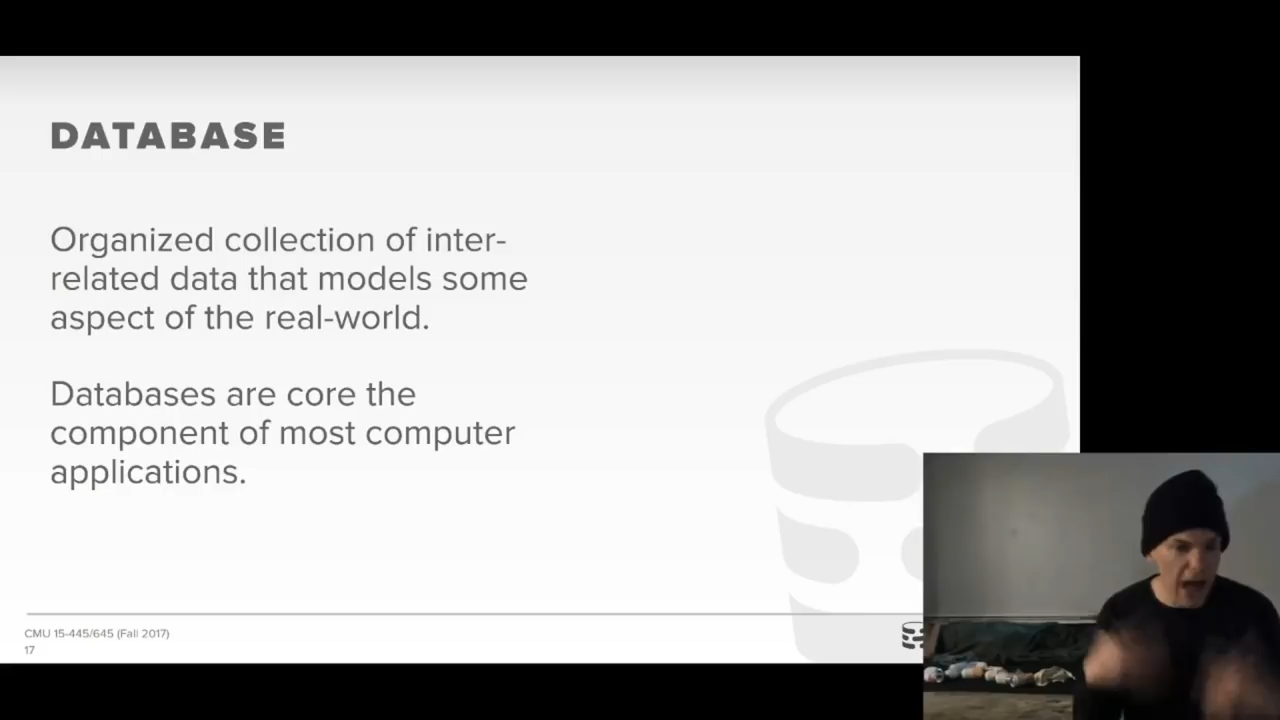 DATABASE
Organized collection of inter-
related data that models some
aspect of the real-world.
Databases are core the
component of most computer
applications.
CMU 15-445/645 (Fall 2017)
17